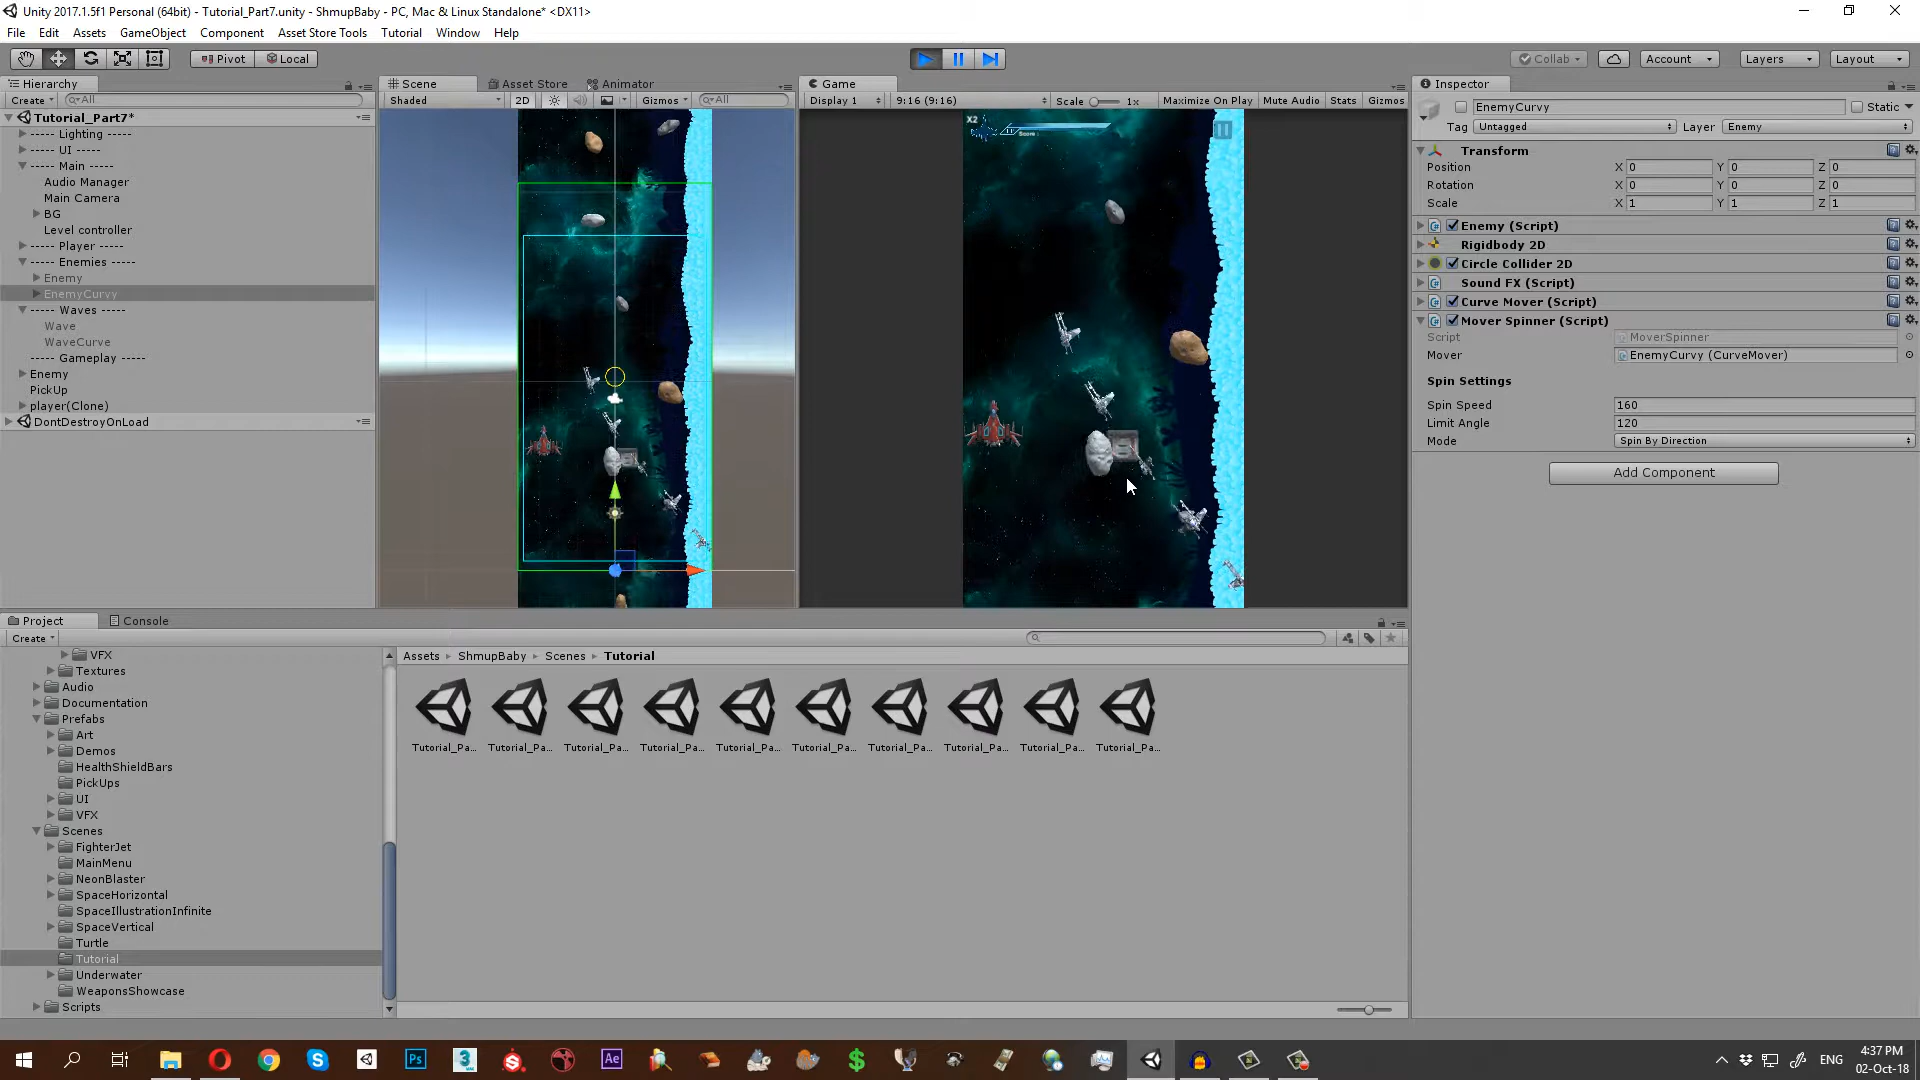 Unity 2017.1.5f1 Personal (64bit) - Tutorial_Part7.unity - ShmupBaby - PC, Mac & Linux Standalone* <DX11>
File Edit Assets GameObject Component Asset Store Tools Tutorial Window Help
Pivot Local Collab Account Layers Layout
Hierarchy
Create All
Tutorial_Part7*
----- Lighting -----
----- UI -----
----- Main -----
Audio Manager
Main Camera
BG
Level controller
----- Player -----
----- Enemies -----
Enemy
EnemyCurvy
----- Waves -----
Wave
WaveCurve
----- Gameplay -----
Enemy
PickUp
player(Clone)
DontDestroyOnLoad
Scene Asset Store Animator
Shaded 2D Gizmos All
Game
Display 1 9:16 (9:16) Scale 1x Maximize On Play Mute Audio Stats Gizmos
X2
Score
Inspector
EnemyCurvy Static
Tag Untagged Layer Enemy
Transform
Position X 0 Y 0 Z 0
Rotation X 0 Y 0 Z 0
Scale X 1 Y 1 Z 1
Enemy (Script)
Rigidbody 2D
Circle Collider 2D
Sound FX (Script)
Curve Mover (Script)
Mover Spinner (Script)
Script MoverSpinner
Mover EnemyCurvy (CurveMover)
Spin Settings
Spin Speed 160
Limit Angle 120
Mode Spin By Direction
Add Component
Project Console
Create
VFX
Textures
Audio
Documentation
Prefabs
Art
Demos
HealthShieldBars
PickUps
UI
VFX
Scenes
FighterJet
MainMenu
NeonBlaster
SpaceHorizontal
SpaceIllustrationInfinite
SpaceVertical
Turtle
Tutorial
Underwater
WeaponsShowcase
Scripts
Assets ShmupBaby Scenes Tutorial
Tutorial_Pa... Tutorial_Pa... Tutorial_Pa... Tutorial_Pa... Tutorial_Pa... Tutorial_Pa... Tutorial_Pa... Tutorial_Pa... Tutorial_Pa... Tutorial_Pa...
Ps 3 Ae
ENG
4:37 PM
02-Oct-18